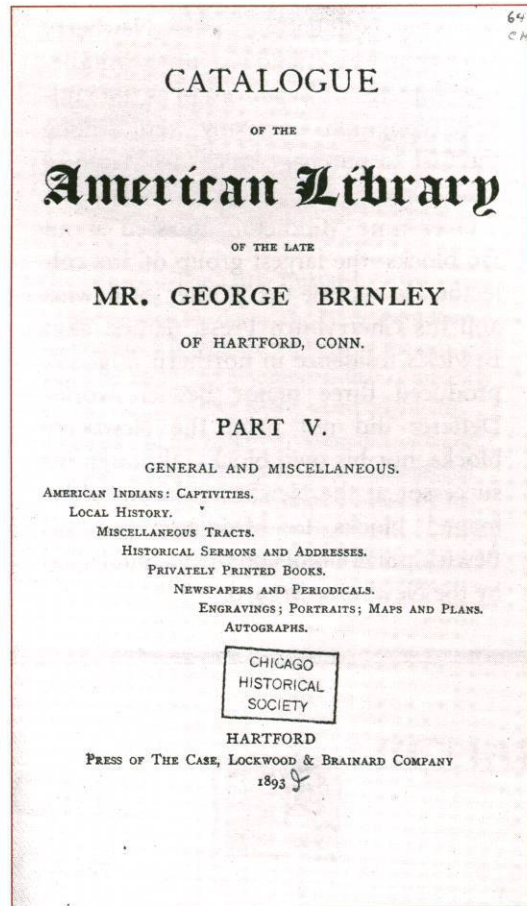 64
CATALOGUE
OF THE
American Library
OF THE LATE
MR. GEORGE BRINLEY
OF HARTFORD, CONN.
PART V.
GENERAL AND MISCELLANEOUS.
AMERICAN INDIANS: CAPTIVITIES.
LOCAL HISTORY.
MISCELLANEOUS TRACTS.
HISTORICAL SERMONS AND ADDRESSES.
PRIVATELY PRINTED BOOKS.
NEWSPAPERS AND PERIODICALS.
ENGRAVINGS; PORTRAITS; MAPS AND PLANS.
AUTOGRAPHS.
CHICAGO
HISTORICAL
SOCIETY
HARTFORD
PRESS OF THE CASE, LOCKWOOD & BRAINARD COMPANY
1893